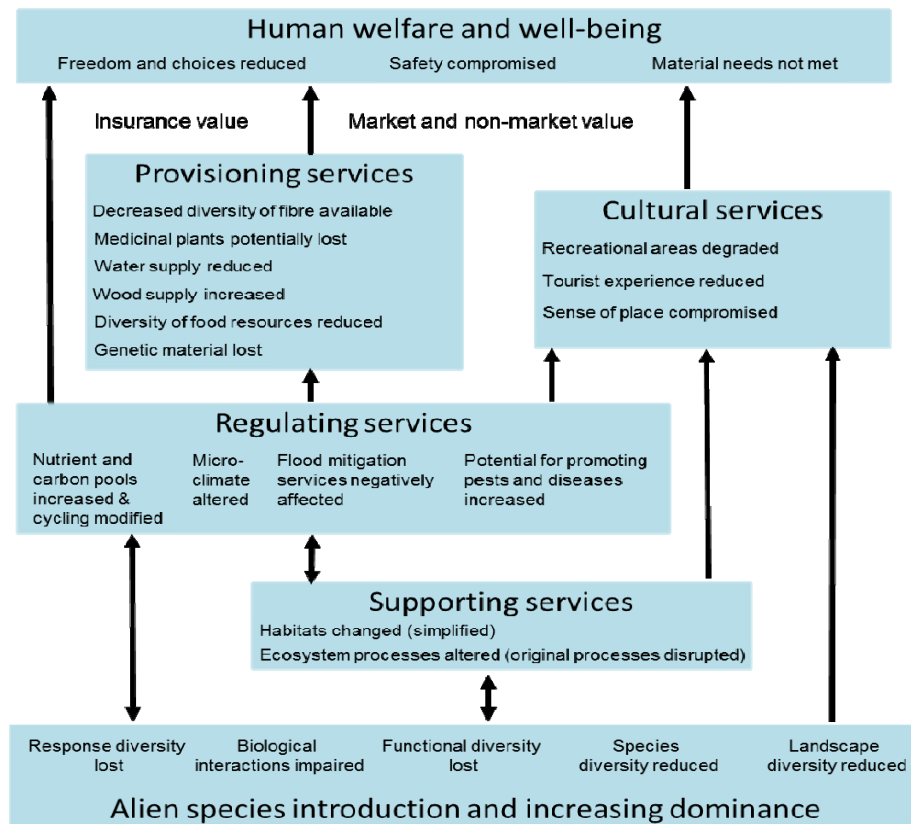 Human welfare and well-being
Freedom and choices reduced
Safety compromised
Material needs not met
Insurance value
Market and non-market value
Provisioning services
Decreased diversity of fibre available
Medicinal plants potentially lost
Water supply reduced
Wood supply increased
Diversity of food resources reduced
Genetic material lost
Cultural services
Recreational areas degraded
Tourist experience reduced
Sense of place compromised
Regulating services
Nutrient and
carbon pools
increased &
cycling modified
Micro-
climate
altered
Flood mitigation
services negatively
affected
Potential for promoting
pests and diseases
increased
Supporting services
Habitats changed (simplified)
Ecosystem processes altered (original processes disrupted)
Response diversity
lost
Biological
interactions impaired
Functional diversity
lost
Species
diversity reduced
Landscape
diversity reduced
Alien species introduction and increasing dominance